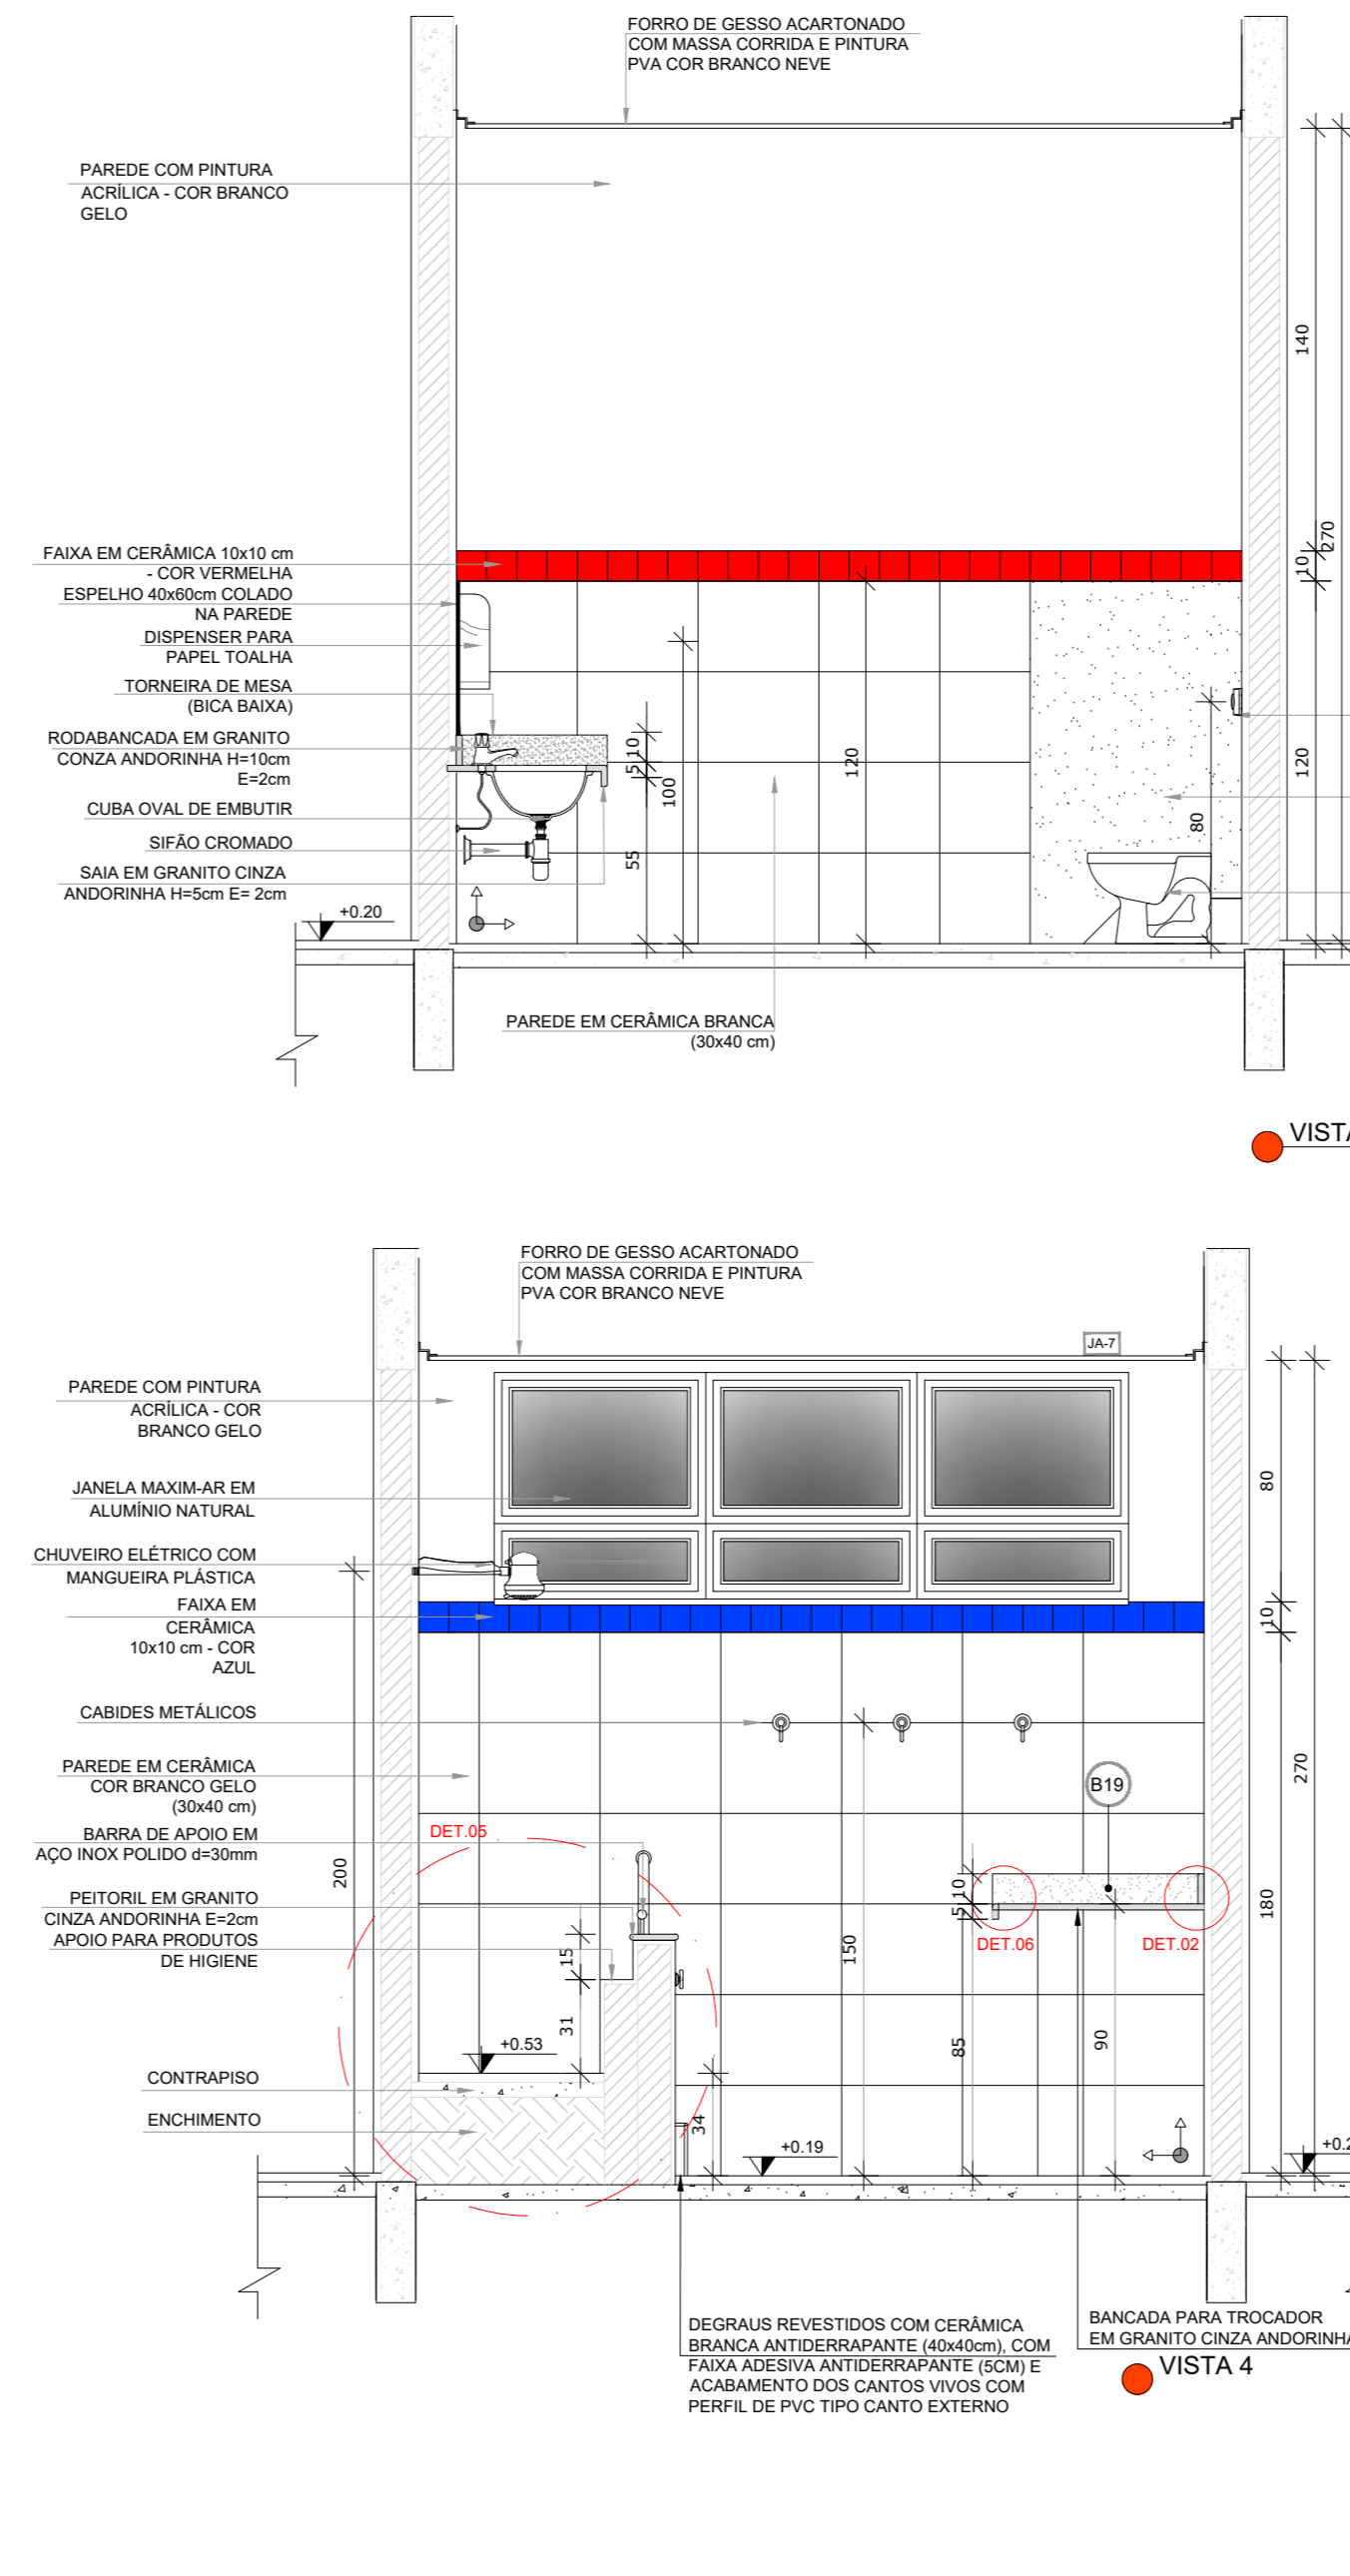 FORRO DE GESSO ACARTONADO
COM MASSA CORRIDA E PINTURA
PVA COR BRANCO NEVE
PAREDE COM PINTURA
ACRÍLICA - COR BRANCO
GELO
140
270
10
FAIXA EM CERÂMICA 10x10 cm
- COR VERMELHA
ESPELHO 40x60cm COLADO
NA PAREDE
DISPENSER PARA
PAPEL TOALHA
TORNEIRA DE MESA
(BICA BAIXA)
RODABANCADA EM GRANITO
CONZA ANDORINHA H=10cm
E=2cm
CUBA OVAL DE EMBUTIR
SIFÃO CROMADO
SAIA EM GRANITO CINZA
ANDORINHA H=5cm E= 2cm
10
5
55
100
120
80
120
+0.20
PAREDE EM CERÂMICA BRANCA
(30x40 cm)
VISTA
FORRO DE GESSO ACARTONADO
COM MASSA CORRIDA E PINTURA
PVA COR BRANCO NEVE
JA-7
PAREDE COM PINTURA
ACRÍLICA - COR
BRANCO GELO
JANELA MAXIM-AR EM
ALUMÍNIO NATURAL
CHUVEIRO ELÉTRICO COM
MANGUEIRA PLÁSTICA
FAIXA EM
CERÂMICA
10x10 cm - COR
AZUL
CABIDES METÁLICOS
PAREDE EM CERÂMICA
COR BRANCO GELO
(30x40 cm)
BARRA DE APOIO EM
AÇO INOX POLIDO d=30mm
PEITORIL EM GRANITO
CINZA ANDORINHA E=2cm
APOIO PARA PRODUTOS
DE HIGIENE
CONTRAPISO
ENCHIMENTO
80
10
270
180
200
DET.05
B19
10
5
DET.06
DET.02
15
31
150
85
90
34
+0.53
+0.19
+0.2
DEGRAUS REVESTIDOS COM CERÂMICA
BRANCA ANTIDERRAPANTE (40x40cm), COM
FAIXA ADESIVA ANTIDERRAPANTE (5CM) E
ACABAMENTO DOS CANTOS VIVOS COM
PERFIL DE PVC TIPO CANTO EXTERNO
BANCADA PARA TROCADOR
EM GRANITO CINZA ANDORINHA
VISTA 4